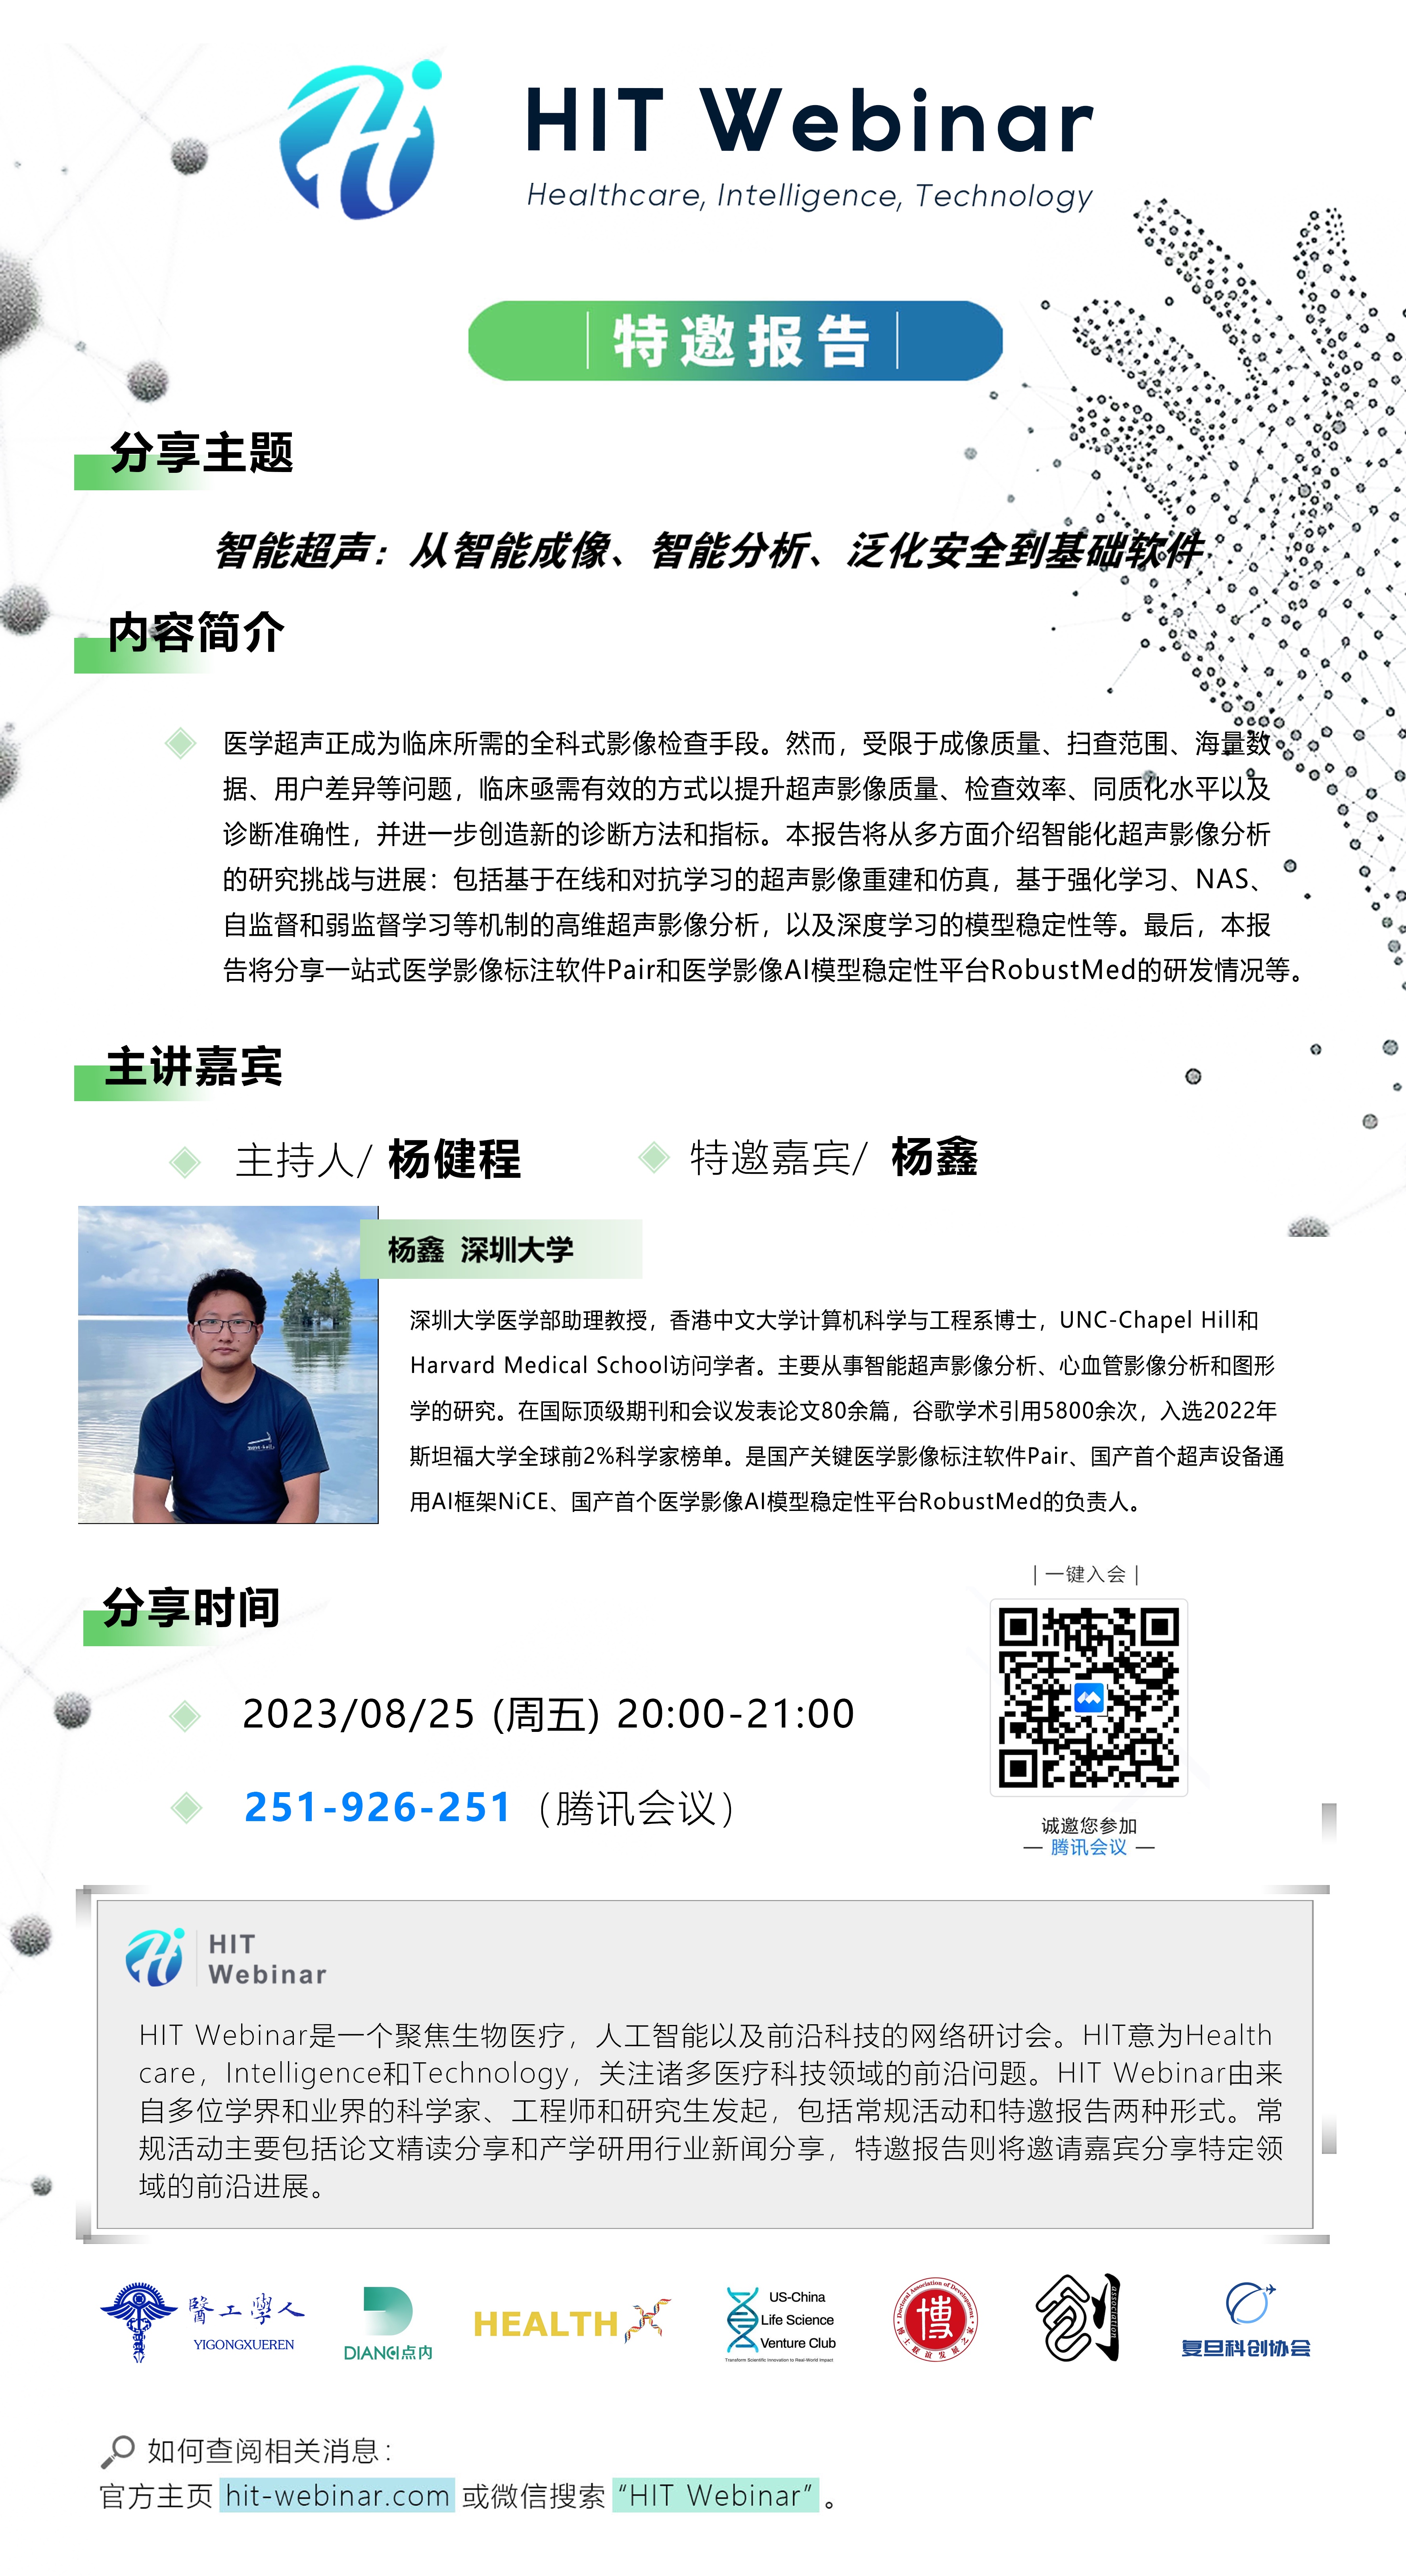 HIT Webinar
Healthcare, Intelligence, Technology
特邀报告
分享主题
智能超声：从智能成像、智能分析、泛化安全到基础软件
内容简介
医学超声正成为临床所需的全科式影像检查手段。然而，受限于成像质量、扫查范围、海量数
据、用户差异等问题，临床亟需有效的方式以提升超声影像质量、检查效率、同质化水平以及
诊断准确性，并进一步创造新的诊断方法和指标。本报告将从多方面介绍智能化超声影像分析
的研究挑战与进展：包括基于在线和对抗学习的超声影像重建和仿真，基于强化学习、NAS、
自监督和弱监督学习等机制的高维超声影像分析，以及深度学习的模型稳定性等。最后，本报
告将分享一站式医学影像标注软件Pair和医学影像AI模型稳定性平台RobustMed的研发情况等。
主讲嘉宾
主持人/ 杨健程
特邀嘉宾/ 杨鑫
杨鑫 深圳大学
深圳大学医学部助理教授，香港中文大学计算机科学与工程系博士，UNC-Chapel Hill和
Harvard Medical School访问学者。主要从事智能超声影像分析、心血管影像分析和图形
学的研究。在国际顶级期刊和会议发表论文80余篇，谷歌学术引用5800余次，入选2022年
斯坦福大学全球前2%科学家榜单。是国产关键医学影像标注软件Pair、国产首个超声设备通
用AI框架NiCE、国产首个医学影像AI模型稳定性平台RobustMed的负责人。
分享时间
2023/08/25 (周五) 20:00-21:00
251-926-251（腾讯会议）
| 一键入会 |
诚邀您参加
— 腾讯会议 —
HIT
Webinar
HIT Webinar是一个聚焦生物医疗，人工智能以及前沿科技的网络研讨会。HIT意为Health
care，Intelligence和Technology，关注诸多医疗科技领域的前沿问题。HIT Webinar由来
自多位学界和业界的科学家、工程师和研究生发起，包括常规活动和特邀报告两种形式。常
规活动主要包括论文精读分享和产学研用行业新闻分享，特邀报告则将邀请嘉宾分享特定领
域的前沿进展。
醫工學人
YIGONGXUEREN
DIANEI点内
HEALTHX
US-China
Life Science
Venture Club
Transform Scientific Innovation to Real-World Impact
Doctoral Association of Development
博
博士联谊发展之家
ASSOCIATION
复旦科创协会
如何查阅相关消息：
官方主页 hit-webinar.com 或微信搜索 “HIT Webinar” 。